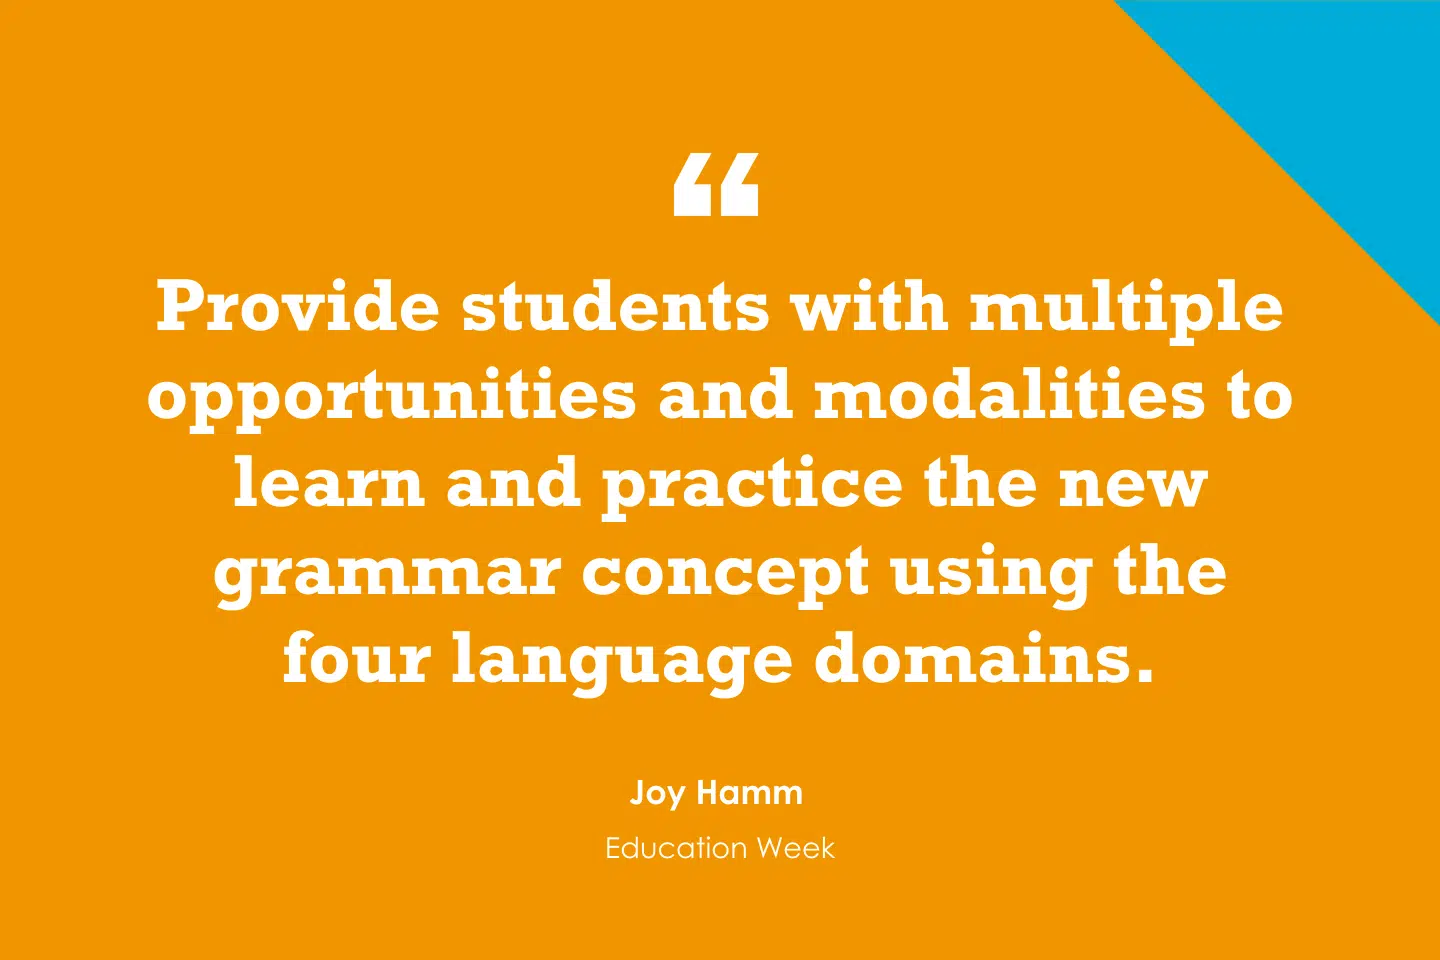 “
Provide students with multiple
opportunities and modalities to
learn and practice the new
grammar concept using the
four language domains.
Joy Hamm
Education Week